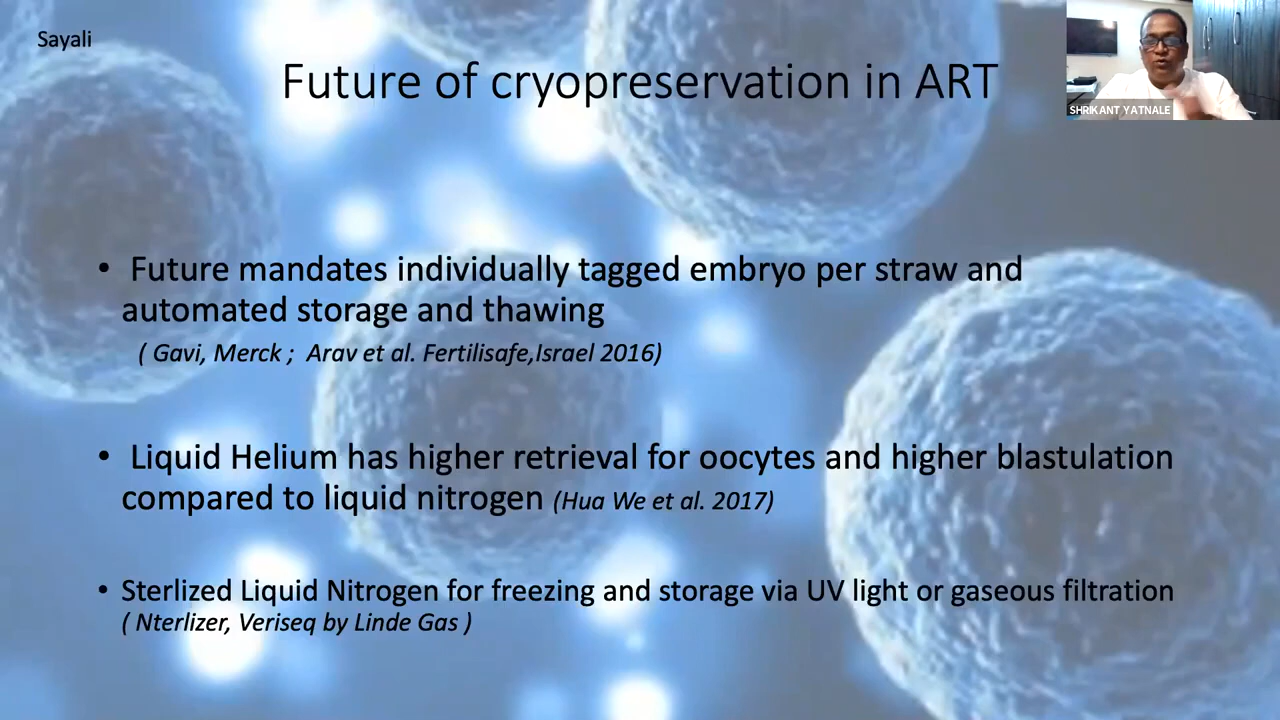 Sayali
Future of cryopreservation in ART
SHRIKANT YATNALE
• Future mandates individually tagged embryo per straw and
automated storage and thawing
( Gavi, Merck ; Arav et al. Fertilisafe,Israel 2016)
• Liquid Helium has higher retrieval for oocytes and higher blastulation
compared to liquid nitrogen (Hua We et al. 2017)
• Sterlized Liquid Nitrogen for freezing and storage via UV light or gaseous filtration
( Nterlizer, Veriseq by Linde Gas )